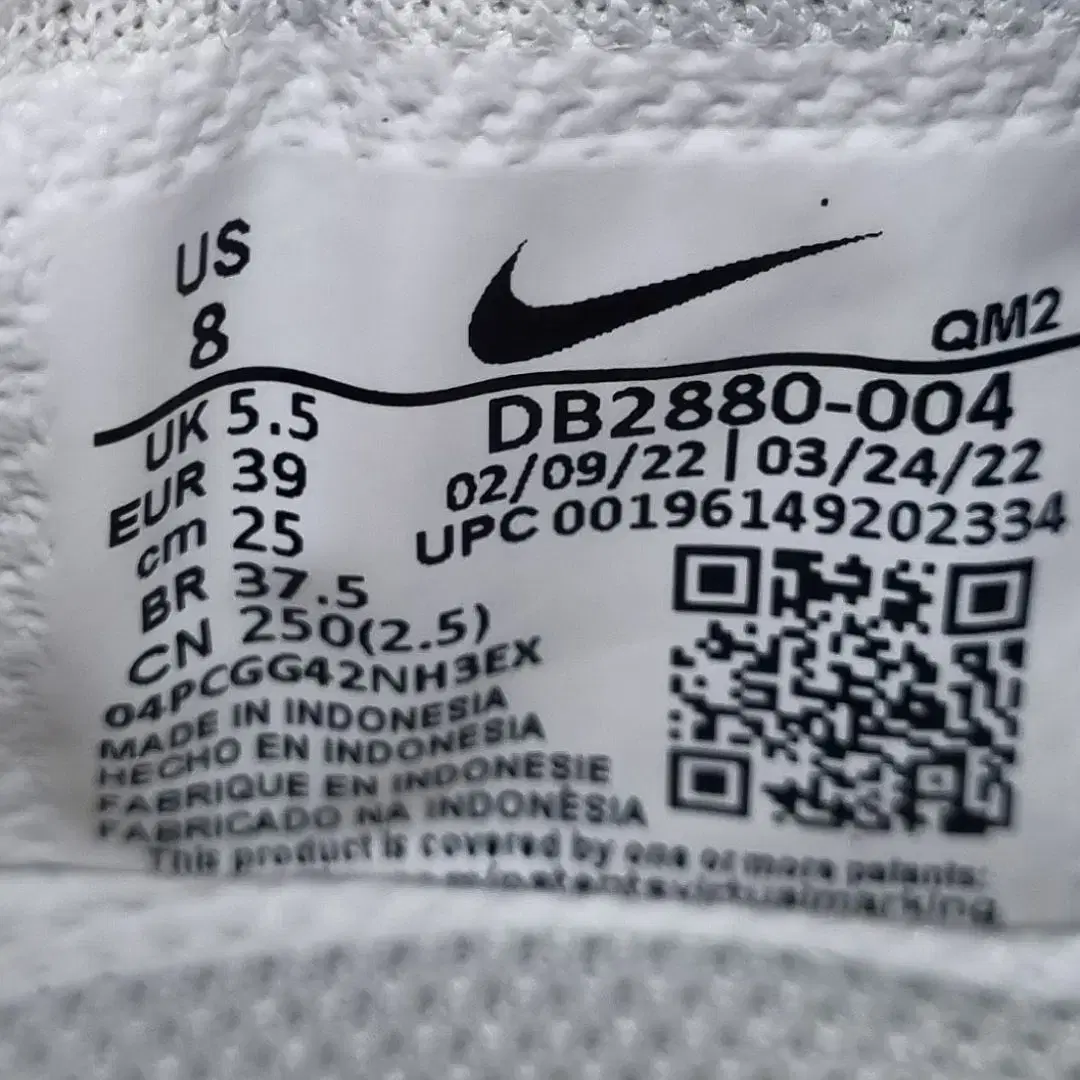 US
8
QM2
UK 5.5
EUR 39
cm 25
BR 37.5
CN 250(2.5)
DB2880-004
02/09/22 | 03/24/22
UPC 00196149202334
04PCGG42NH3EX
MADE IN INDONESIA
HECHO EN INDONESIA
FABRIQUE EN INDONESIE
FABRICADO NA INDONÈSIA
This product is covered by one or more patents: